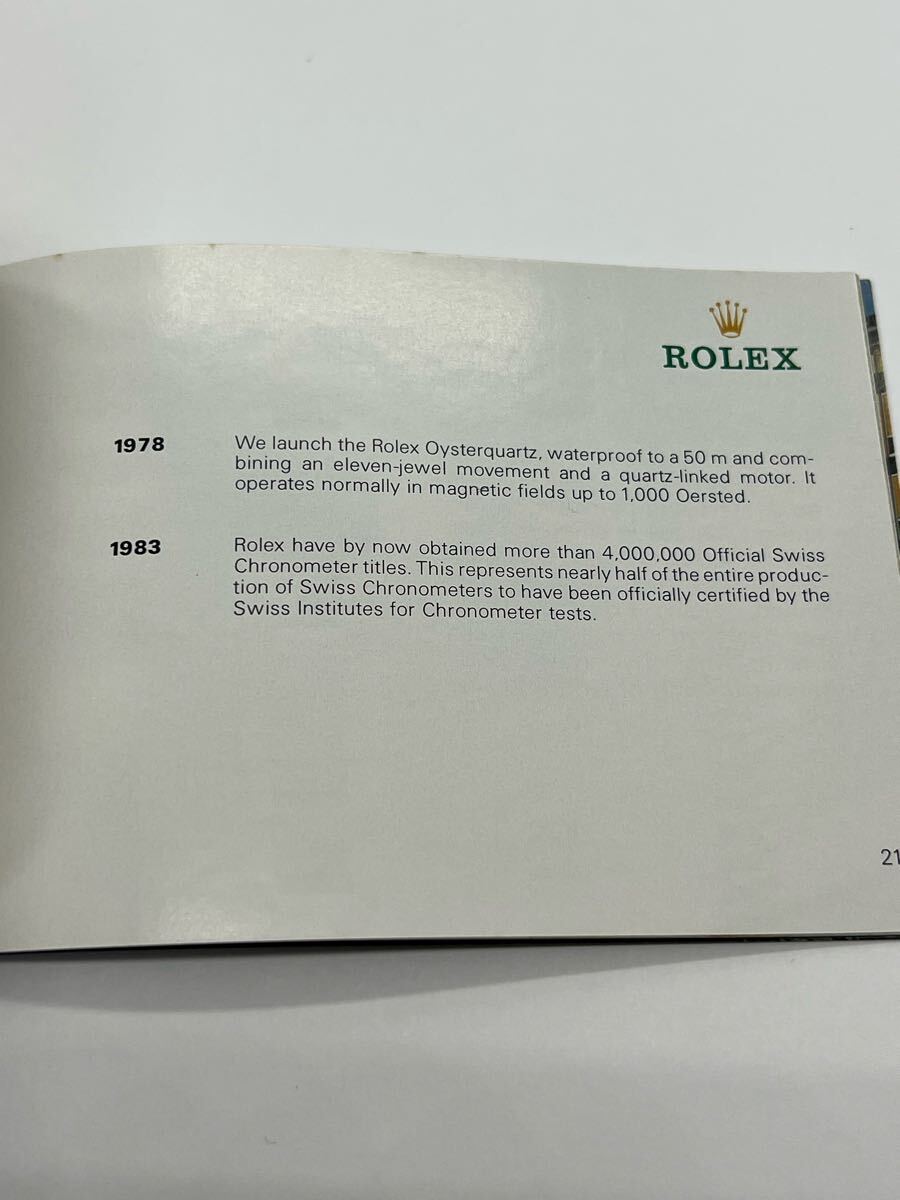 ROLEX
1978 We launch the Rolex Oysterquartz, waterproof to a 50 m and com-
bining an eleven-jewel movement and a quartz-linked motor. It
operates normally in magnetic fields up to 1,000 Oersted.
1983 Rolex have by now obtained more than 4,000,000 Official Swiss
Chronometer titles. This represents nearly half of the entire produc-
tion of Swiss Chronometers to have been officially certified by the
Swiss Institutes for Chronometer tests.
21